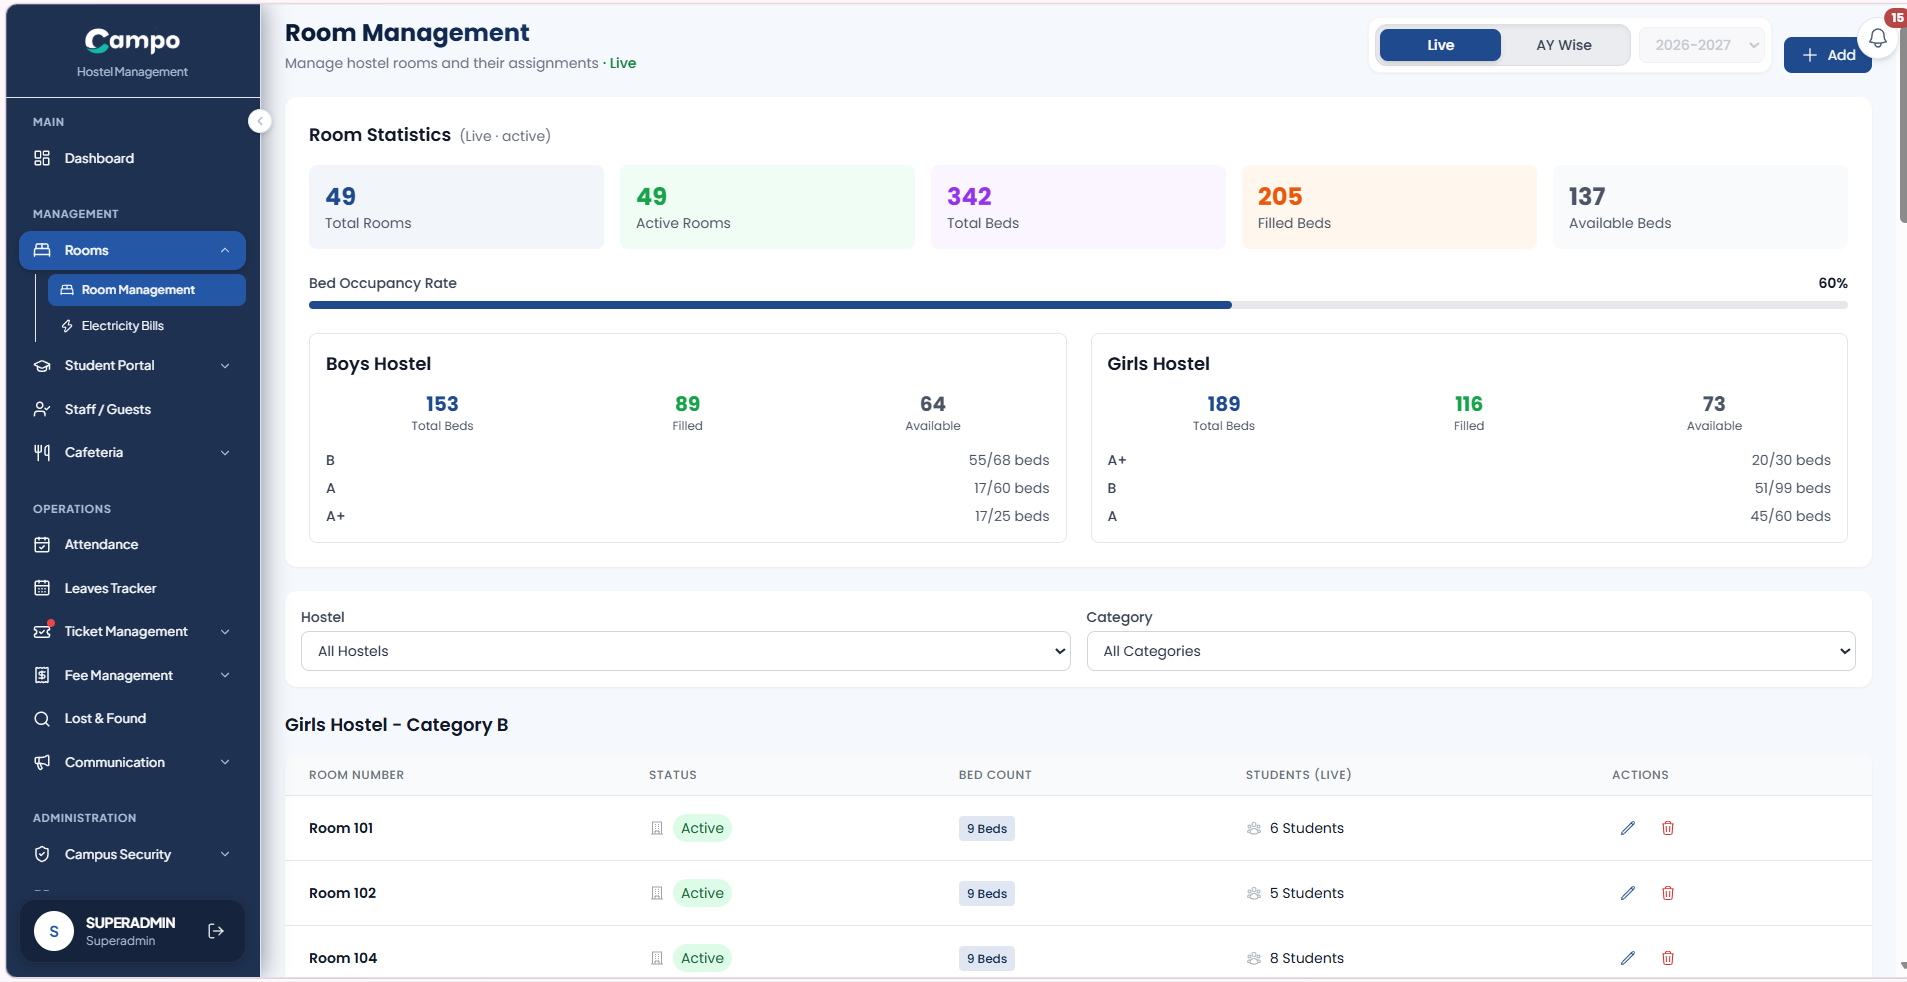 Campo
Hostel Management
MAIN
Dashboard
MANAGEMENT
Rooms
Room Management
Electricity Bills
Student Portal
Staff / Guests
Cafeteria
OPERATIONS
Attendance
Leaves Tracker
Ticket Management
Fee Management
Lost & Found
Communication
ADMINISTRATION
Campus Security
S
SUPERADMIN
Superadmin
Room Management
Manage hostel rooms and their assignments · Live
Live AY Wise 2026-2027
+ Add
15
Room Statistics (Live · active)
49 Total Rooms
49 Active Rooms
342 Total Beds
205 Filled Beds
137 Available Beds
Bed Occupancy Rate 60%
Boys Hostel
153 89 64
Total Beds Filled Available
B 55/68 beds
A 17/60 beds
A+ 17/25 beds
Girls Hostel
189 116 73
Total Beds Filled Available
A+ 20/30 beds
B 51/99 beds
A 45/60 beds
Hostel Category
All Hostels All Categories
Girls Hostel - Category B
ROOM NUMBER STATUS BED COUNT STUDENTS (LIVE) ACTIONS
Room 101 Active 9 Beds 6 Students
Room 102 Active 9 Beds 5 Students
Room 104 Active 9 Beds 8 Students